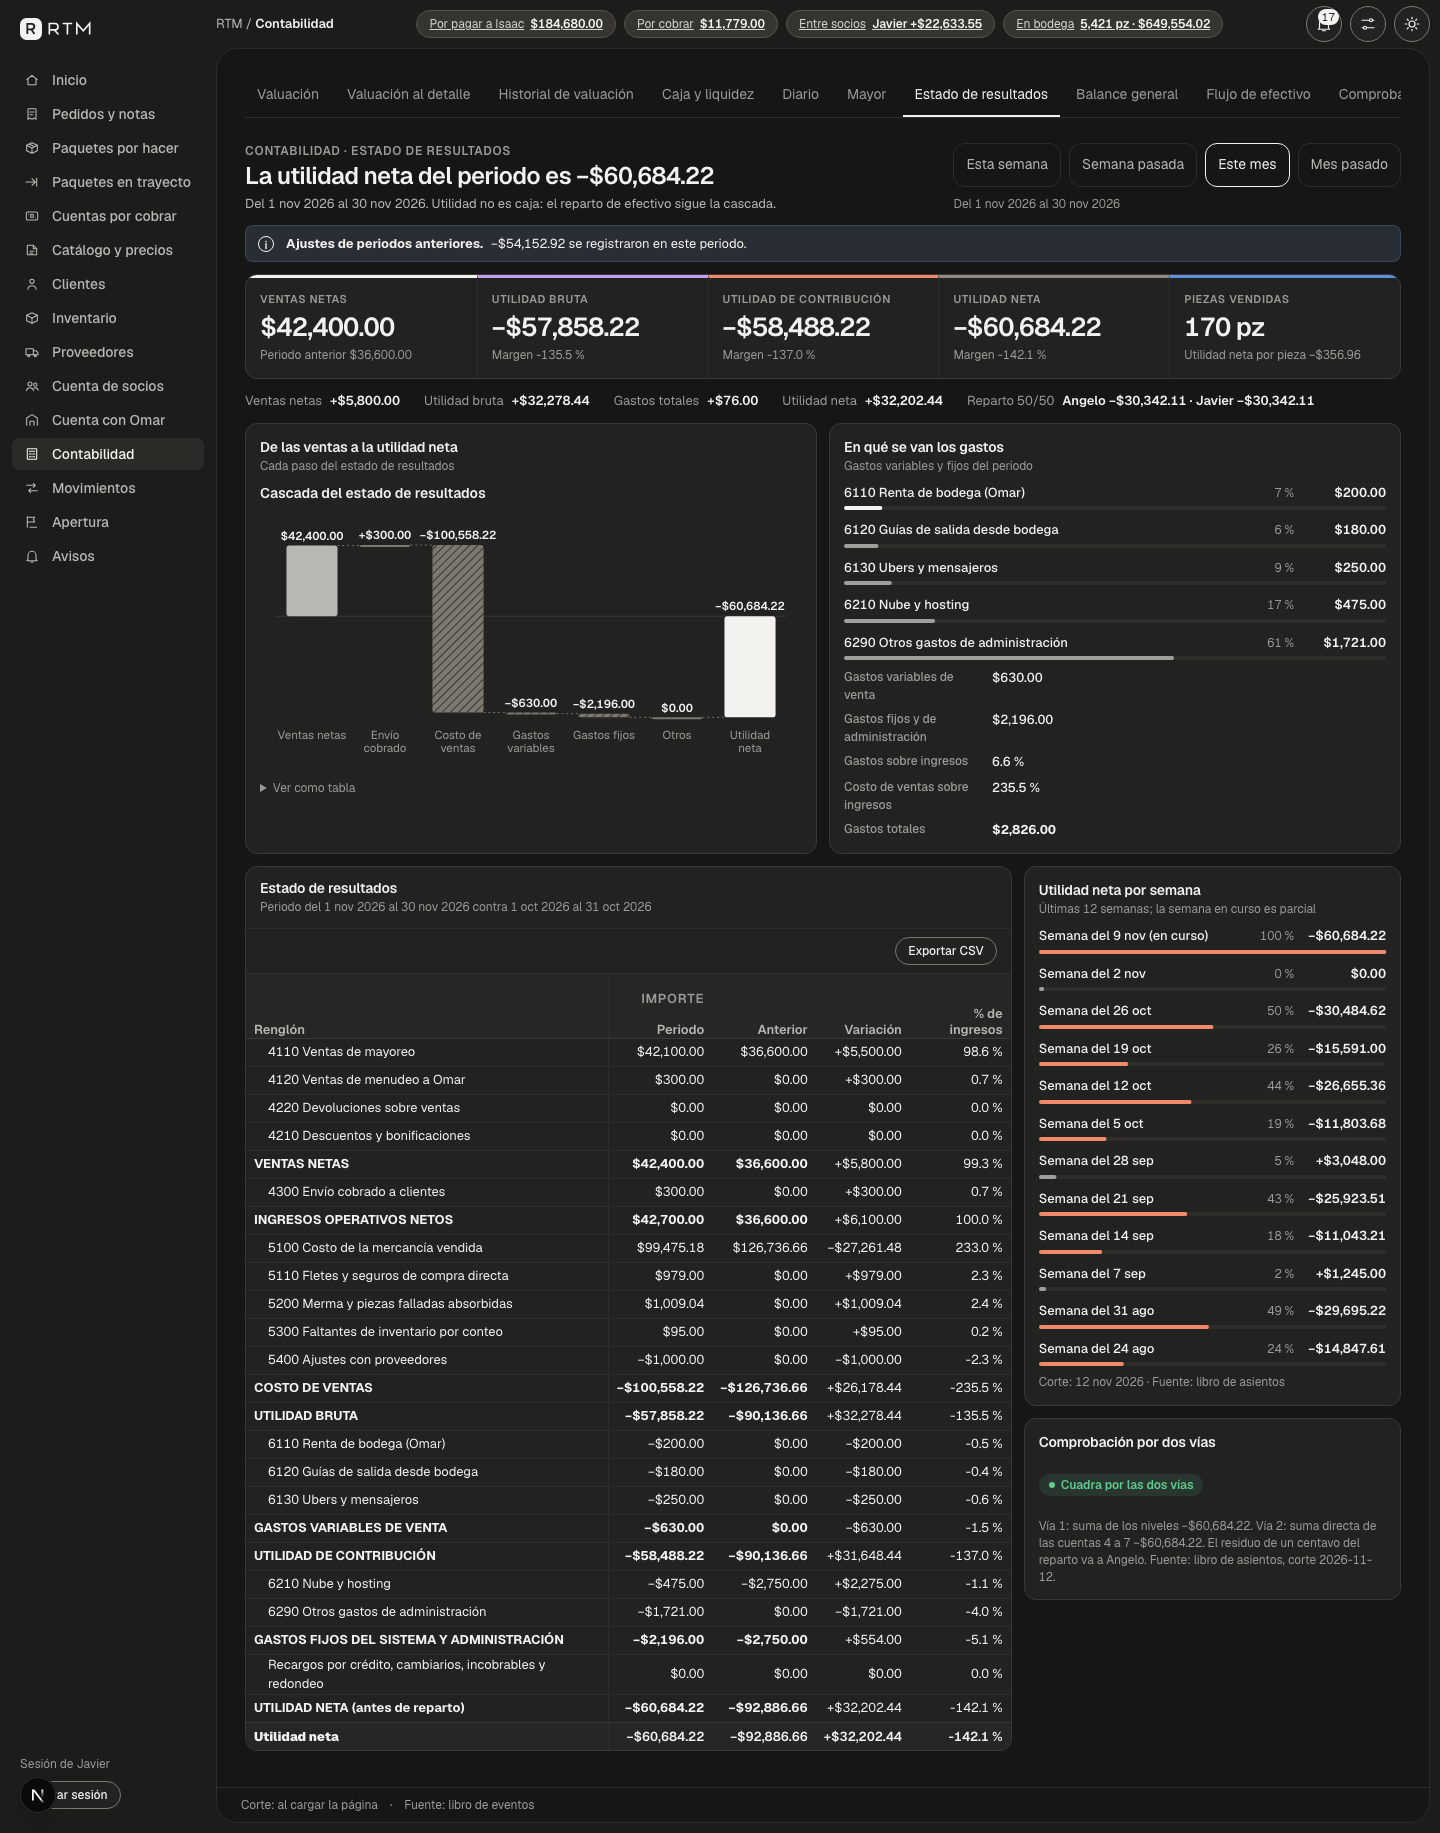 R RTM
RTM / Contabilidad
Por pagar a Isaac $184,680.00
Por cobrar $11,779.00
Entre socios Javier +$22,633.55
En bodega 5,421 pz · $649,554.02
17
Inicio
Pedidos y notas
Paquetes por hacer
Paquetes en trayecto
Cuentas por cobrar
Catálogo y precios
Clientes
Inventario
Proveedores
Cuenta de socios
Cuenta con Omar
Contabilidad
Movimientos
Apertura
Avisos
Sesión de Javier
N ar sesión
Valuación Valuación al detalle Historial de valuación Caja y liquidez Diario Mayor Estado de resultados Balance general Flujo de efectivo Comproba
CONTABILIDAD · ESTADO DE RESULTADOS
La utilidad neta del periodo es −$60,684.22
Del 1 nov 2026 al 30 nov 2026. Utilidad no es caja: el reparto de efectivo sigue la cascada.
Esta semana Semana pasada Este mes Mes pasado
Del 1 nov 2026 al 30 nov 2026
Ajustes de periodos anteriores. −$54,152.92 se registraron en este periodo.
VENTAS NETAS
$42,400.00
Periodo anterior $36,600.00
UTILIDAD BRUTA
−$57,858.22
Margen -135.5 %
UTILIDAD DE CONTRIBUCIÓN
−$58,488.22
Margen -137.0 %
UTILIDAD NETA
−$60,684.22
Margen -142.1 %
PIEZAS VENDIDAS
170 pz
Utilidad neta por pieza −$356.96
Ventas netas +$5,800.00 Utilidad bruta +$32,278.44 Gastos totales +$76.00 Utilidad neta +$32,202.44 Reparto 50/50 Angelo −$30,342.11 · Javier −$30,342.11
De las ventas a la utilidad neta
Cada paso del estado de resultados
Cascada del estado de resultados
$42,400.00 +$300.00 −$100,558.22
−$60,684.22
−$630.00 −$2,196.00 $0.00
Ventas netas
Envío cobrado
Costo de ventas
Gastos variables
Gastos fijos
Otros
Utilidad neta
Ver como tabla
En qué se van los gastos
Gastos variables y fijos del periodo
6110 Renta de bodega (Omar) 7 % $200.00
6120 Guías de salida desde bodega 6 % $180.00
6130 Ubers y mensajeros 9 % $250.00
6210 Nube y hosting 17 % $475.00
6290 Otros gastos de administración 61 % $1,721.00
Gastos variables de venta $630.00
Gastos fijos y de administración $2,196.00
Gastos sobre ingresos 6.6 %
Costo de ventas sobre ingresos 235.5 %
Gastos totales $2,826.00
Estado de resultados
Periodo del 1 nov 2026 al 30 nov 2026 contra 1 oct 2026 al 31 oct 2026
Exportar CSV
IMPORTE
Renglón Periodo Anterior Variación % de ingresos
4110 Ventas de mayoreo $42,100.00 $36,600.00 +$5,500.00 98.6 %
4120 Ventas de menudeo a Omar $300.00 $0.00 +$300.00 0.7 %
4220 Devoluciones sobre ventas $0.00 $0.00 $0.00 0.0 %
4210 Descuentos y bonificaciones $0.00 $0.00 $0.00 0.0 %
VENTAS NETAS $42,400.00 $36,600.00 +$5,800.00 99.3 %
4300 Envío cobrado a clientes $300.00 $0.00 +$300.00 0.7 %
INGRESOS OPERATIVOS NETOS $42,700.00 $36,600.00 +$6,100.00 100.0 %
5100 Costo de la mercancía vendida $99,475.18 $126,736.66 −$27,261.48 233.0 %
5110 Fletes y seguros de compra directa $979.00 $0.00 +$979.00 2.3 %
5200 Merma y piezas falladas absorbidas $1,009.04 $0.00 +$1,009.04 2.4 %
5300 Faltantes de inventario por conteo $95.00 $0.00 +$95.00 0.2 %
5400 Ajustes con proveedores −$1,000.00 $0.00 −$1,000.00 -2.3 %
COSTO DE VENTAS −$100,558.22 −$126,736.66 +$26,178.44 -235.5 %
UTILIDAD BRUTA −$57,858.22 −$90,136.66 +$32,278.44 -135.5 %
6110 Renta de bodega (Omar) −$200.00 $0.00 −$200.00 -0.5 %
6120 Guías de salida desde bodega −$180.00 $0.00 −$180.00 -0.4 %
6130 Ubers y mensajeros −$250.00 $0.00 −$250.00 -0.6 %
GASTOS VARIABLES DE VENTA −$630.00 $0.00 −$630.00 -1.5 %
UTILIDAD DE CONTRIBUCIÓN −$58,488.22 −$90,136.66 +$31,648.44 -137.0 %
6210 Nube y hosting −$475.00 −$2,750.00 +$2,275.00 -1.1 %
6290 Otros gastos de administración −$1,721.00 $0.00 −$1,721.00 -4.0 %
GASTOS FIJOS DEL SISTEMA Y ADMINISTRACIÓN −$2,196.00 −$2,750.00 +$554.00 -5.1 %
Recargos por crédito, cambiarios, incobrables y redondeo $0.00 $0.00 $0.00 0.0 %
UTILIDAD NETA (antes de reparto) −$60,684.22 −$92,886.66 +$32,202.44 -142.1 %
Utilidad neta −$60,684.22 −$92,886.66 +$32,202.44 -142.1 %
Utilidad neta por semana
Últimas 12 semanas; la semana en curso es parcial
Semana del 9 nov (en curso) 100 % −$60,684.22
Semana del 2 nov 0 % $0.00
Semana del 26 oct 50 % −$30,484.62
Semana del 19 oct 26 % −$15,591.00
Semana del 12 oct 44 % −$26,655.36
Semana del 5 oct 19 % −$11,803.68
Semana del 28 sep 5 % +$3,048.00
Semana del 21 sep 43 % −$25,923.51
Semana del 14 sep 18 % −$11,043.21
Semana del 7 sep 2 % +$1,245.00
Semana del 31 ago 49 % −$29,695.22
Semana del 24 ago 24 % −$14,847.61
Corte: 12 nov 2026 · Fuente: libro de asientos
Comprobación por dos vías
Cuadra por las dos vías
Vía 1: suma de los niveles −$60,684.22. Vía 2: suma directa de
las cuentas 4 a 7 −$60,684.22. El residuo de un centavo del
reparto va a Angelo. Fuente: libro de asientos, corte 2026-11-
12.
Corte: al cargar la página · Fuente: libro de eventos